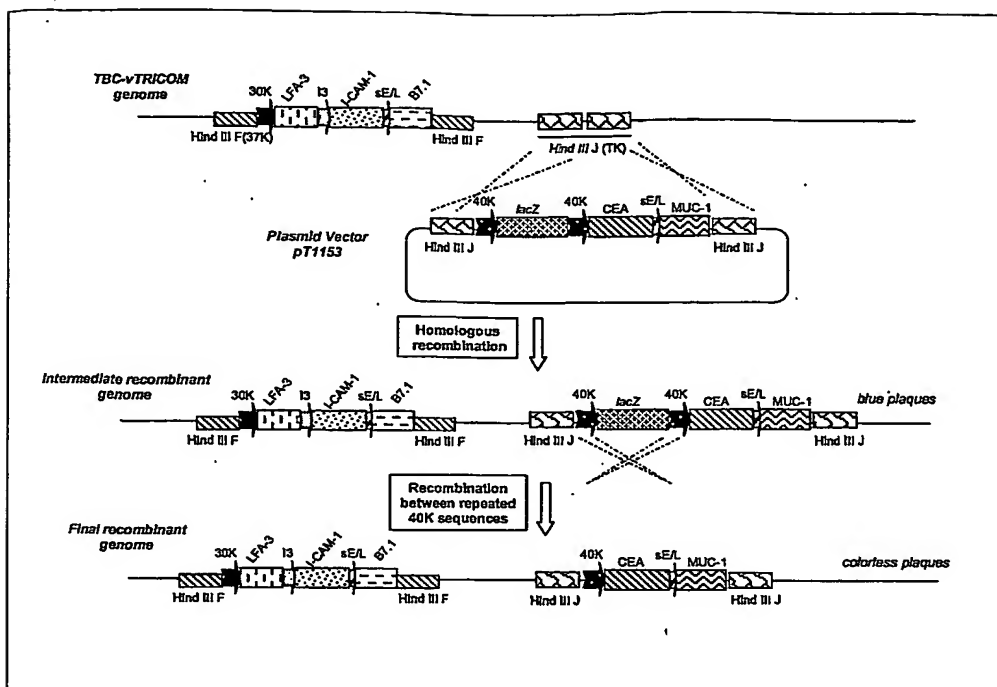 TBC-vTRICOM
genome
30K LFA-3 I3 I-CAM-1 sE/L B7.1
Hind III F(37K) Hind III F Hind III J (TK)
Plasmid Vector
pT1153
40K lacZ 40K CEA sE/L MUC-1
Hind III J Hind III J
Homologous
recombination
Intermediate recombinant
genome
30K LFA-3 I3 I-CAM-1 sE/L B7.1 40K lacZ 40K CEA sE/L MUC-1 blue plaques
Hind III F Hind III F Hind III J Hind III J
Recombination
between repeated
40K sequences
Final recombinant
genome
30K LFA-3 I3 I-CAM-1 sE/L B7.1 40K CEA sE/L MUC-1 colorless plaques
Hind III F Hind III F Hind III J Hind III J